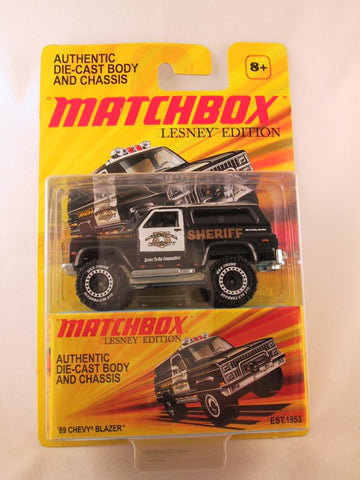 AUTHENTIC
DIE-CAST BODY
AND CHASSIS
8+
"MATCHBOX"
LESNEY EDITION
SHERIFF
MATCHBOX
LESNEY EDITION
AUTHENTIC
DIE-CAST BODY
AND CHASSIS
'89 CHEVY® BLAZER™
EST.1953